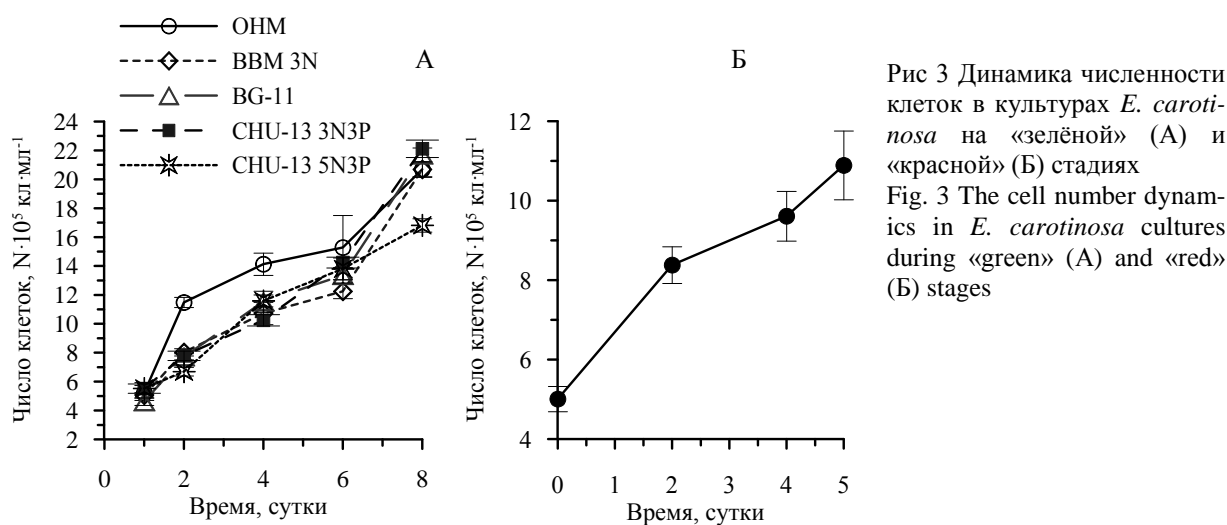 OHM
BBM 3N
BG-11
CHU-13 3N3P
CHU-13 5N3P
А
24
22
20
18
16
14
12
10
8
6
4
2
0
2
4
6
8
Число клеток, N·10⁵ кл·мл⁻¹
Время, сутки
Б
12
10
8
6
4
0
1
2
3
4
5
Число клеток, N·10⁵ кл·мл⁻¹
Время, сутки
Рис 3 Динамика численности
клеток в культурах E. caroti-
nosa на «зелёной» (А) и
«красной» (Б) стадиях
Fig. 3 The cell number dynam-
ics in E. carotinosa cultures
during «green» (A) and «red»
(Б) stages